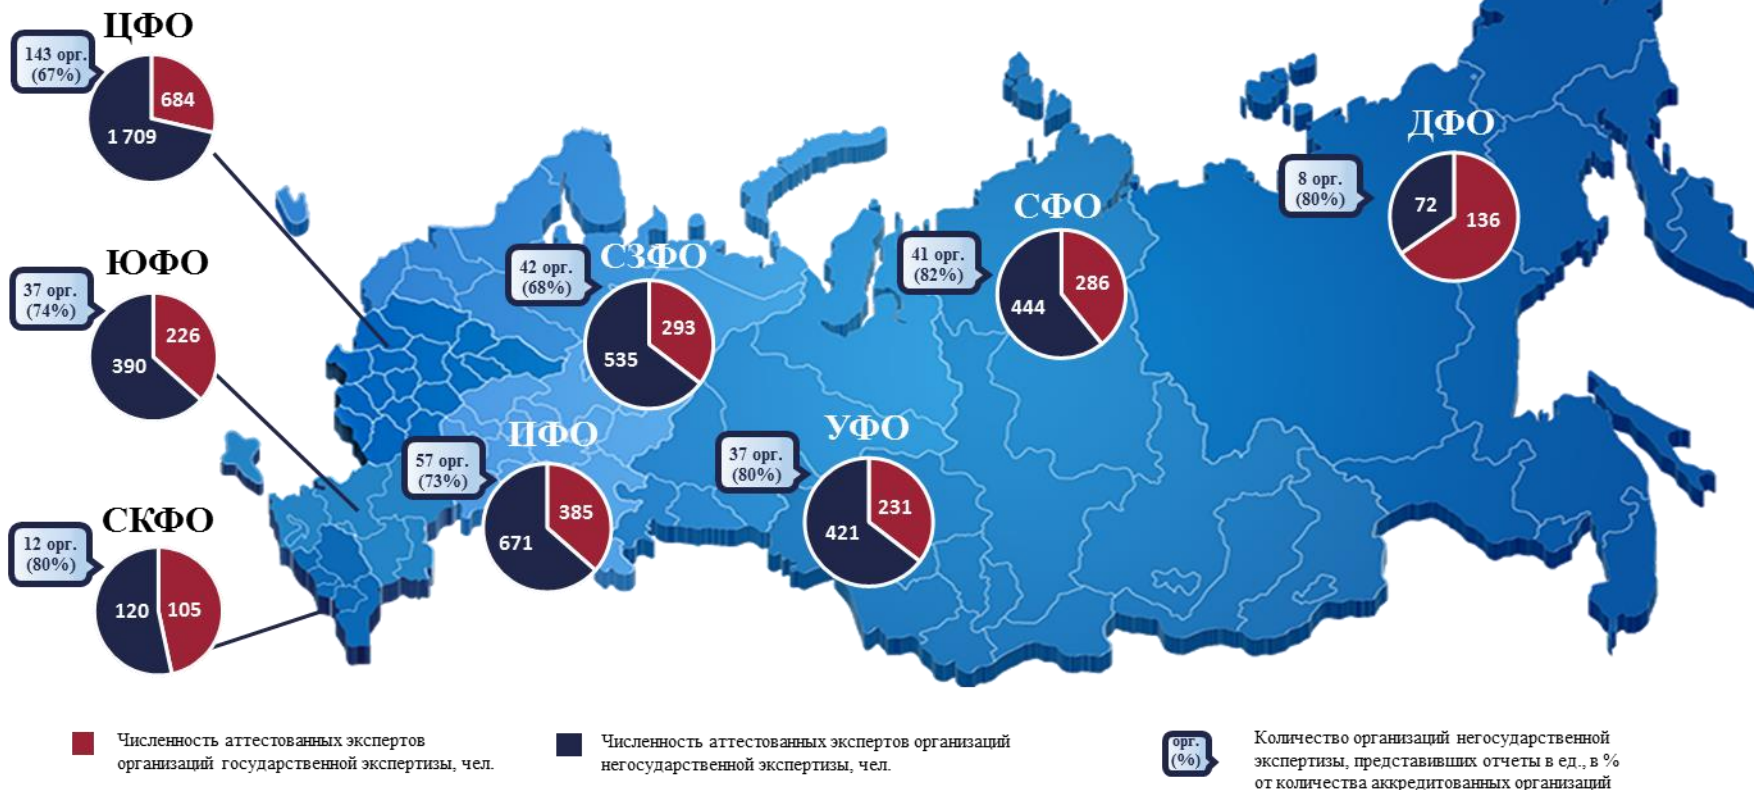 ЦФО
143 орг.
(67%)
684
1 709
ЮФО
37 орг.
(74%)
226
390
СКФО
12 орг.
(80%)
120
105
СЗФО
42 орг.
(68%)
293
535
ПФО
57 орг.
(73%)
385
671
УФО
37 орг.
(80%)
231
421
СФО
41 орг.
(82%)
286
444
ДФО
8 орг.
(80%)
72
136
Численность аттестованных экспертов
организаций государственной экспертизы, чел.
Численность аттестованных экспертов организаций
негосударственной экспертизы, чел.
орг.
(%)
Количество организаций негосударственной
экспертизы, представивших отчеты в ед., в %
от количества аккредитованных организаций